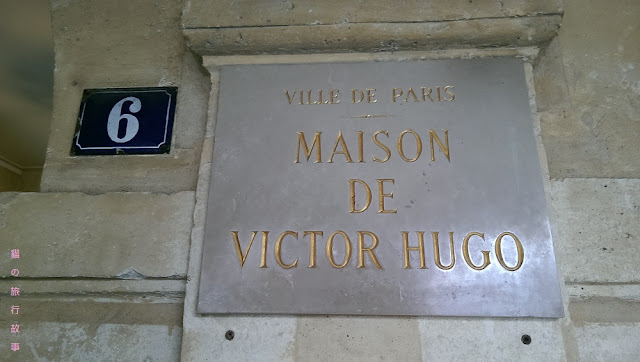 6
VILLE DE PARIS
MAISON
DE
VICTOR HUGO
貓の旅行故事